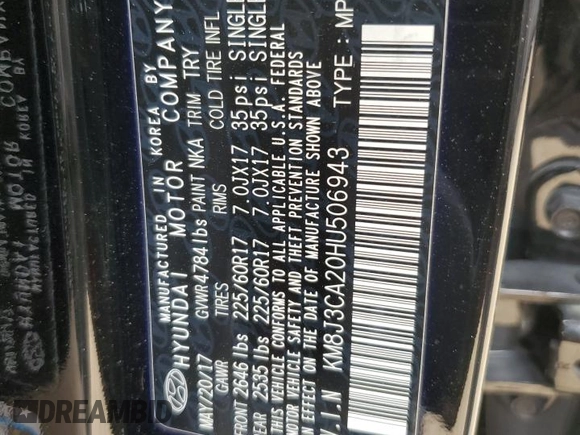 MANUFACTURED IN KOREA BY
HYUNDAI MOTOR COMPANY
MAY/20/17 GVWR 4784 lbs PAINT NKA TRIM TRY
GAWR TIRES RIMS COLD TIRE INFL
FRONT 2646 lbs 225/60R17 7.0JX17 35psi SINGLE
REAR 2535 lbs 225/60R17 7.0JX17 35psi SINGLE
THIS VEHICLE CONFORMS TO ALL APPLICABLE U.S.A. FEDERAL
MOTOR VEHICLE SAFETY AND THEFT PREVENTION STANDARDS
IN EFFECT ON THE DATE OF MANUFACTURE SHOWN ABOVE
V.I.N KM8J3CA20HU506943 TYPE : MP
DREAMBID